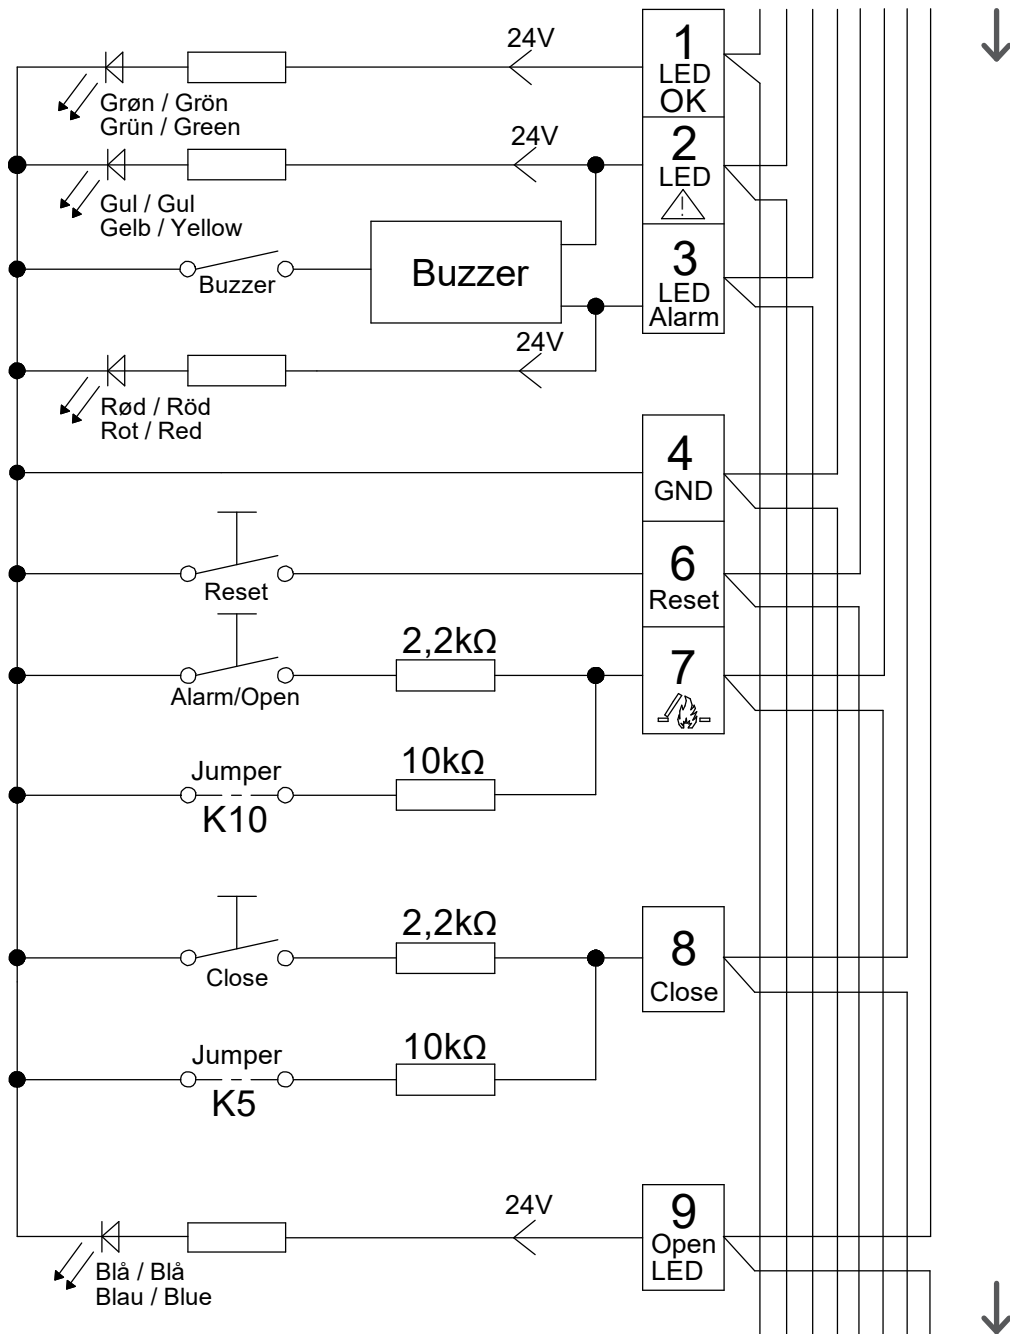 24V
1
LED
OK
Grøn / Grön
Grün / Green
24V
2
LED
!
Gul / Gul
Gelb / Yellow
Buzzer
Buzzer
3
LED
Alarm
24V
Rød / Röd
Rot / Red
4
GND
Reset
6
Reset
2,2kΩ
Alarm/Open
7
Jumper
10kΩ
K10
2,2kΩ
Close
8
Close
Jumper
10kΩ
K5
24V
9
Open
LED
Blå / Blå
Blau / Blue